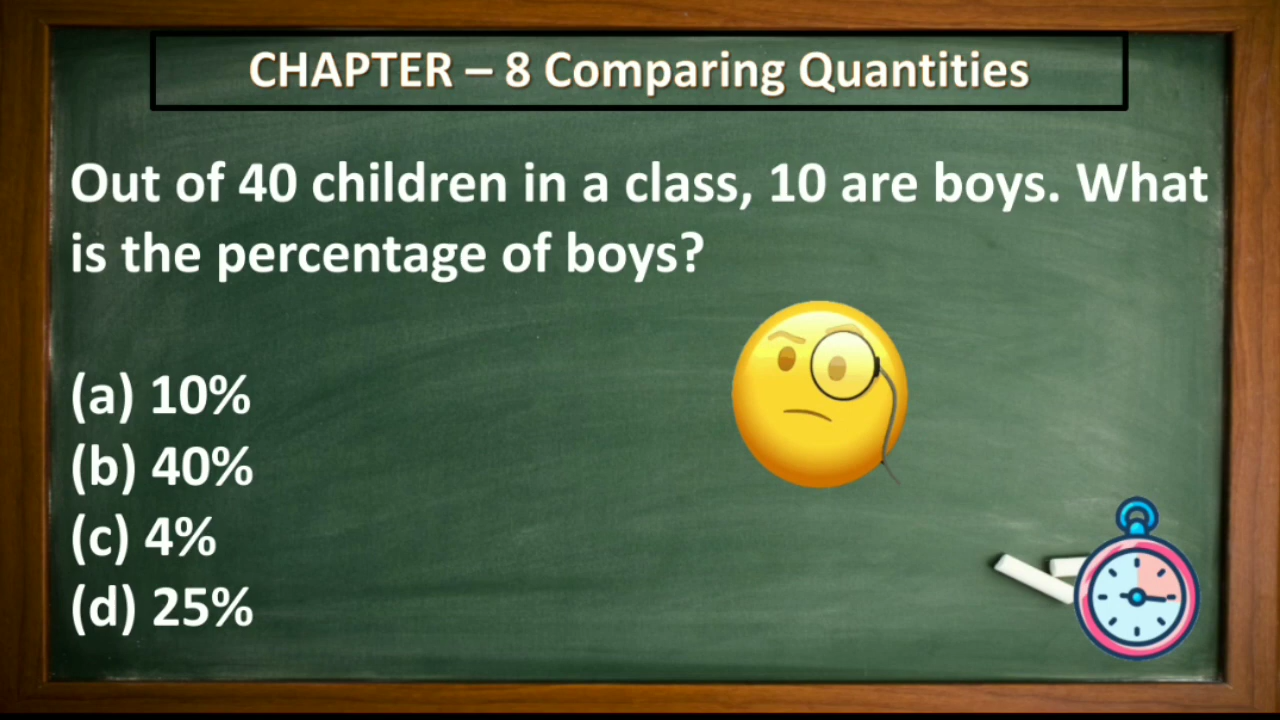 CHAPTER – 8 Comparing Quantities
Out of 40 children in a class, 10 are boys. What
is the percentage of boys?
(a) 10%
(b) 40%
(c) 4%
(d) 25%